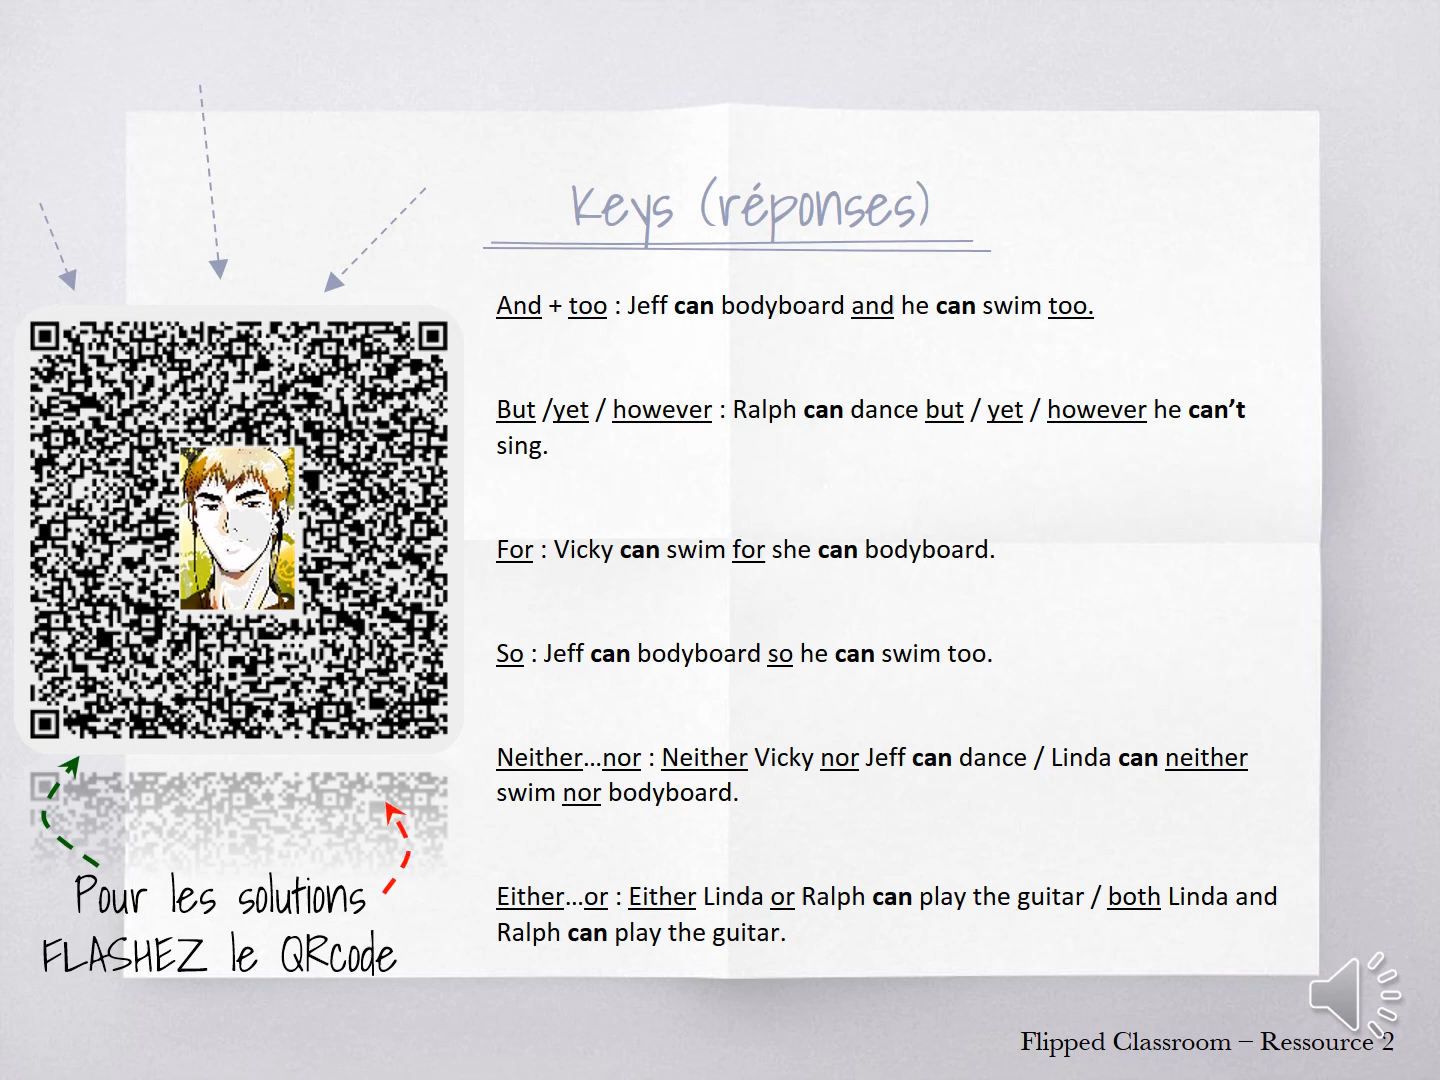 Keys (réponses)
And + too : Jeff can bodyboard and he can swim too.
But /yet / however : Ralph can dance but / yet / however he can’t
sing.
For : Vicky can swim for she can bodyboard.
So : Jeff can bodyboard so he can swim too.
Neither…nor : Neither Vicky nor Jeff can dance / Linda can neither
swim nor bodyboard.
Either…or : Either Linda or Ralph can play the guitar / both Linda and
Ralph can play the guitar.
Pour les solutions
FLASHEZ le QRcode
Flipped Classroom – Ressource 2